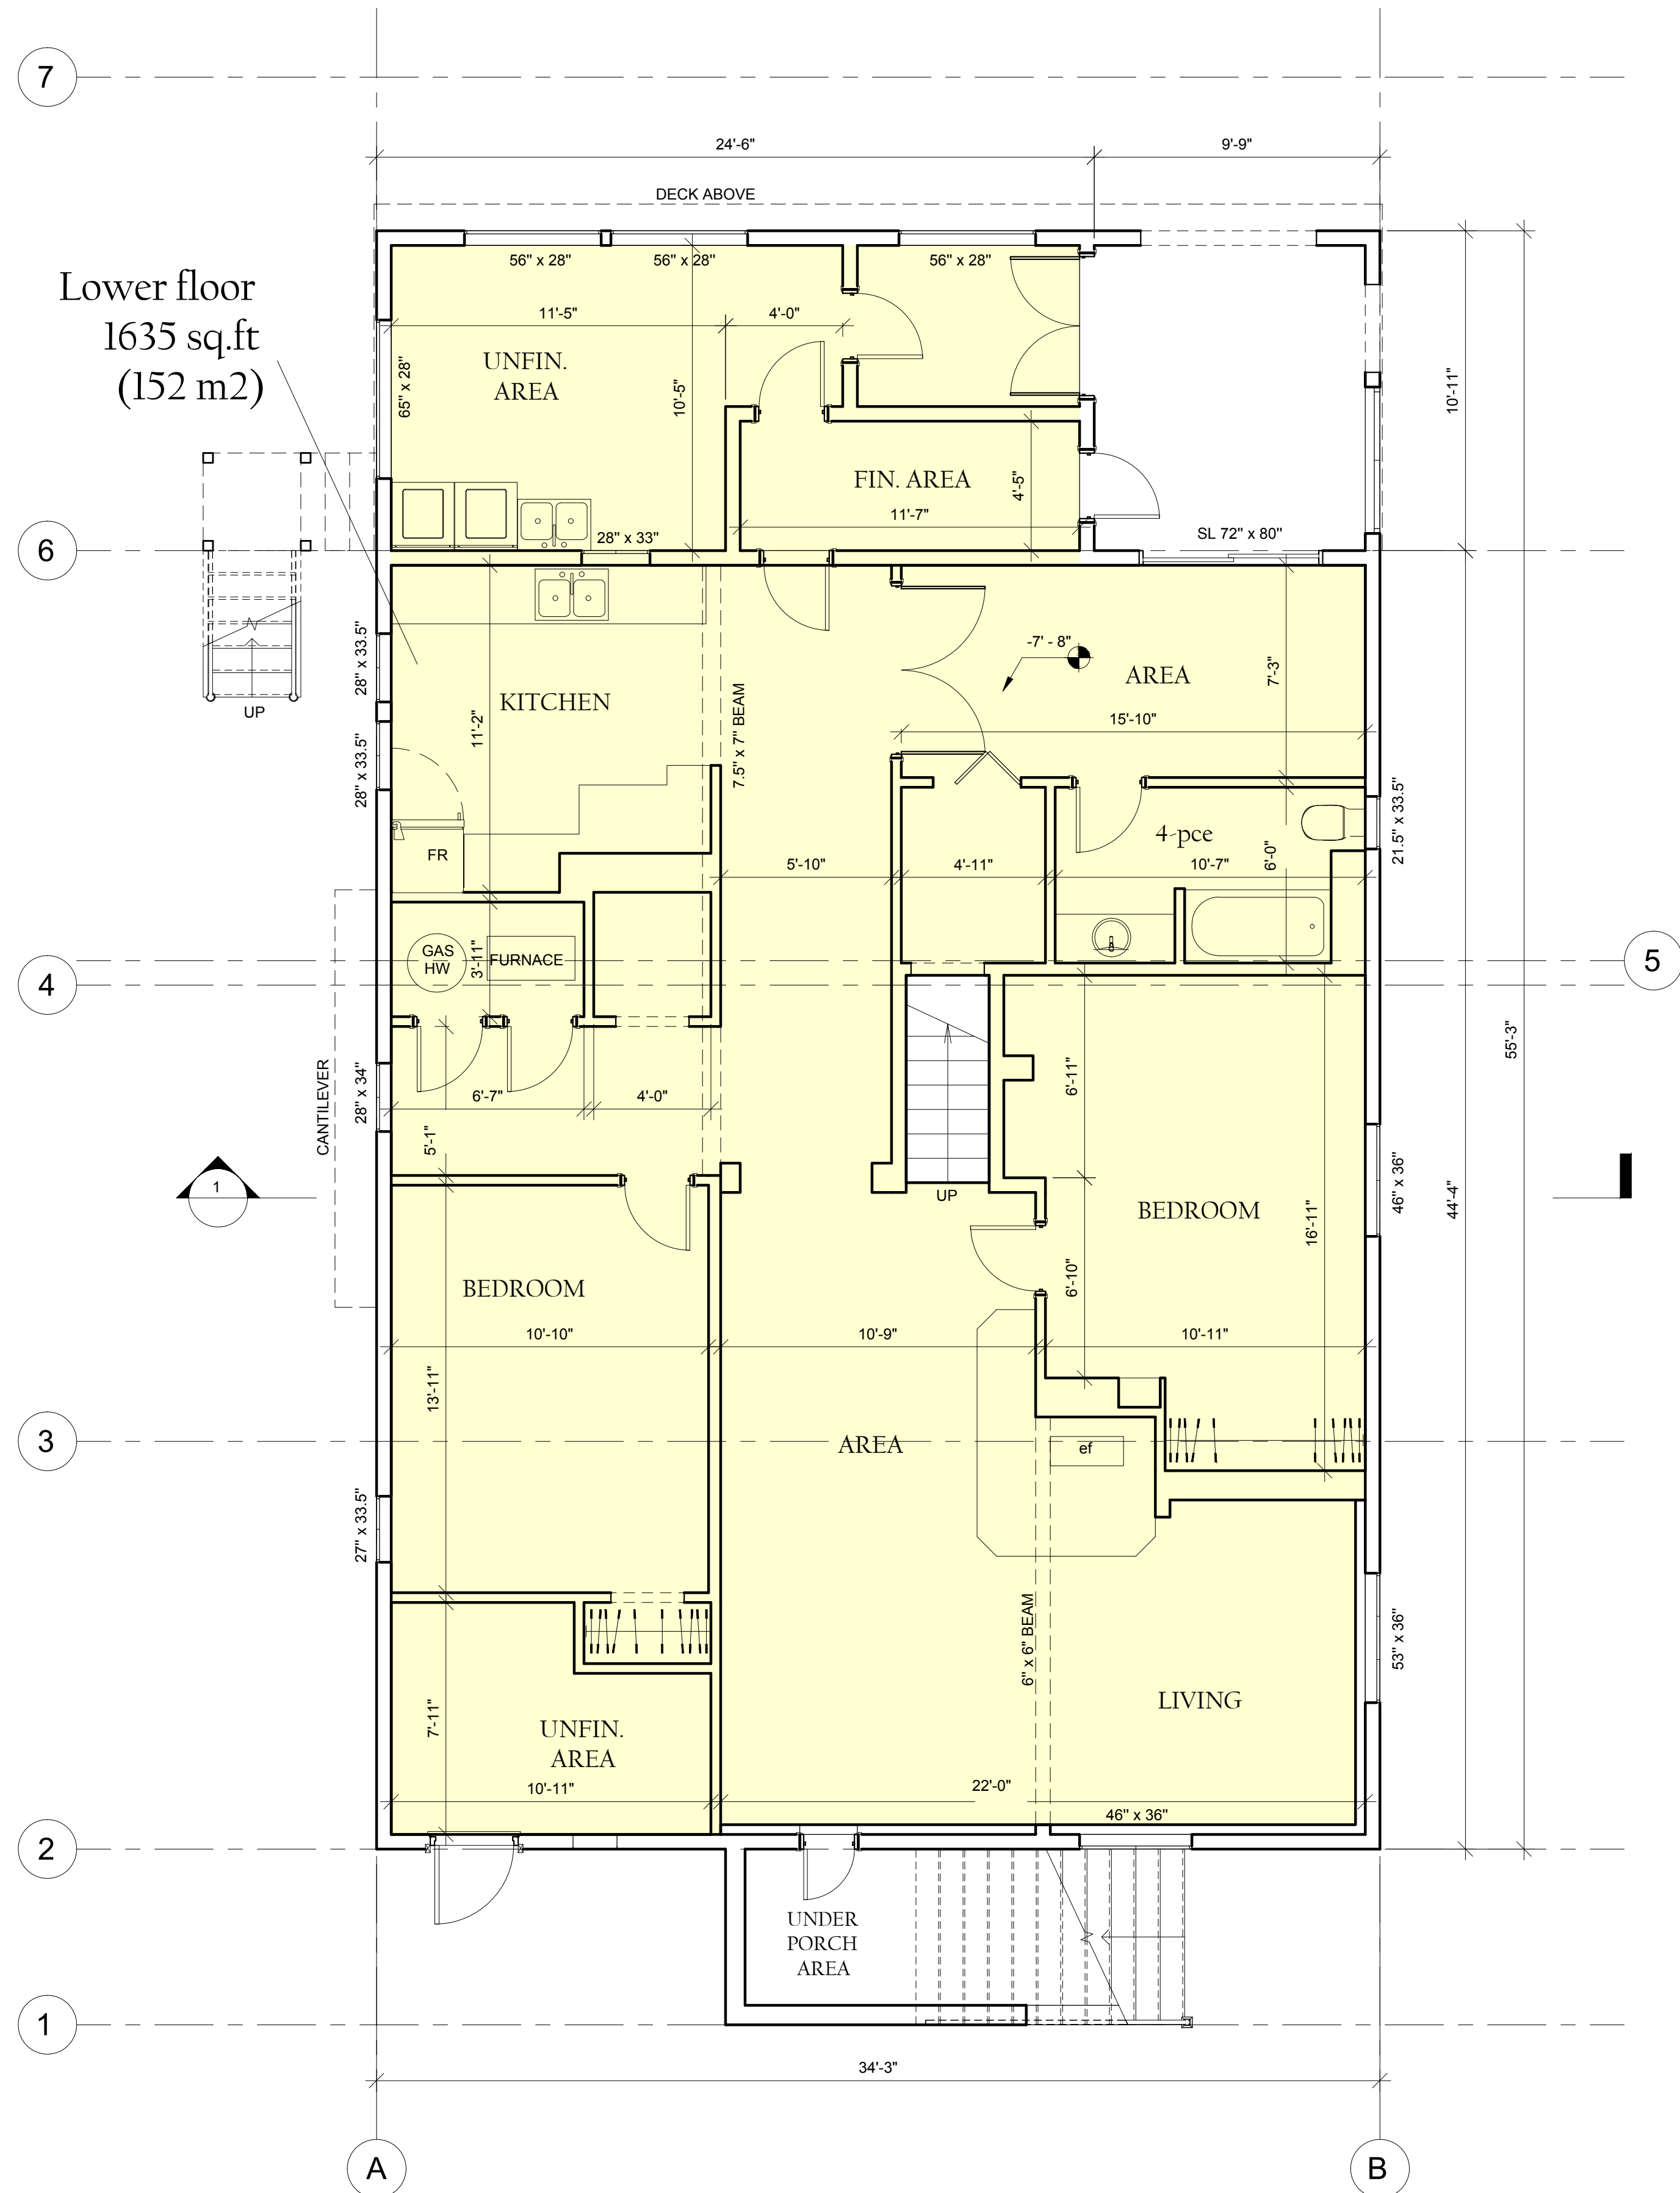 7
24'-6"
9'-9"
DECK ABOVE
56" x 28"
56" x 28"
56" x 28"
Lower floor
1635 sq.ft
(152 m2)
11'-5"
4'-0"
UNFIN.
AREA
65" x 28"
10'-5"
10'-11"
FIN. AREA
4'-5"
11'-7"
28" x 33"
SL 72" x 80"
6
UP
28" x 33.5"
28" x 33.5"
KITCHEN
11'-2"
7.5" x 7" BEAM
-7' - 8"
AREA
7'-3"
15'-10"
FR
5'-10"
4'-11"
4-pce
10'-7"
6'-0"
21.5" x 33.5"
GAS
HW
3'-11"
FURNACE
4
5
CANTILEVER
28" x 34"
6'-7"
4'-0"
5'-1"
6'-11"
55'-3"
1
UP
BEDROOM
16'-11"
46" x 36"
44'-4"
6'-10"
BEDROOM
10'-10"
10'-9"
10'-11"
13'-11"
3
AREA
ef
27" x 33.5"
6" x 6" BEAM
53" x 36"
LIVING
7'-11"
UNFIN.
AREA
10'-11"
22'-0"
46" x 36"
2
UNDER
PORCH
AREA
1
34'-3"
A
B